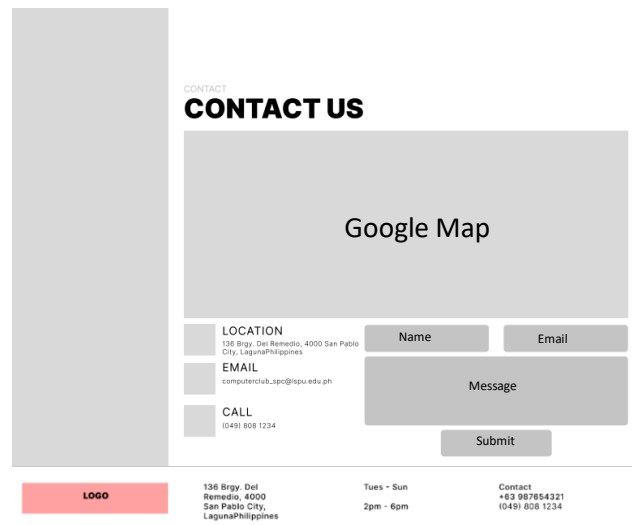 CONTACT
CONTACT US
Google Map
LOCATION
136 Brgy. Del Remedio, 4000 San Pablo
City, LagunaPhilippines
EMAIL
computerclub_spc@lspu.edu.ph
CALL
(049) 808 1234
Name
Email
Message
Submit
LOGO
136 Brgy. Del
Remedio, 4000
San Pablo City,
LagunaPhilippines
Tues - Sun
2pm - 6pm
Contact
+63 987654321
(049) 808 1234